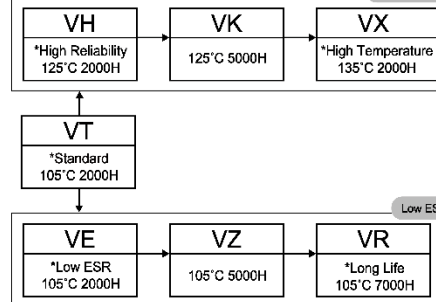 VH
*High Reliability
125°C 2000H
VK
125°C 5000H
VX
*High Temperature
135°C 2000H
VT
*Standard
105°C 2000H
Low
VE
*Low ESR
105°C 2000H
VZ
105°C 5000H
VR
*Long Life
105°C 7000H